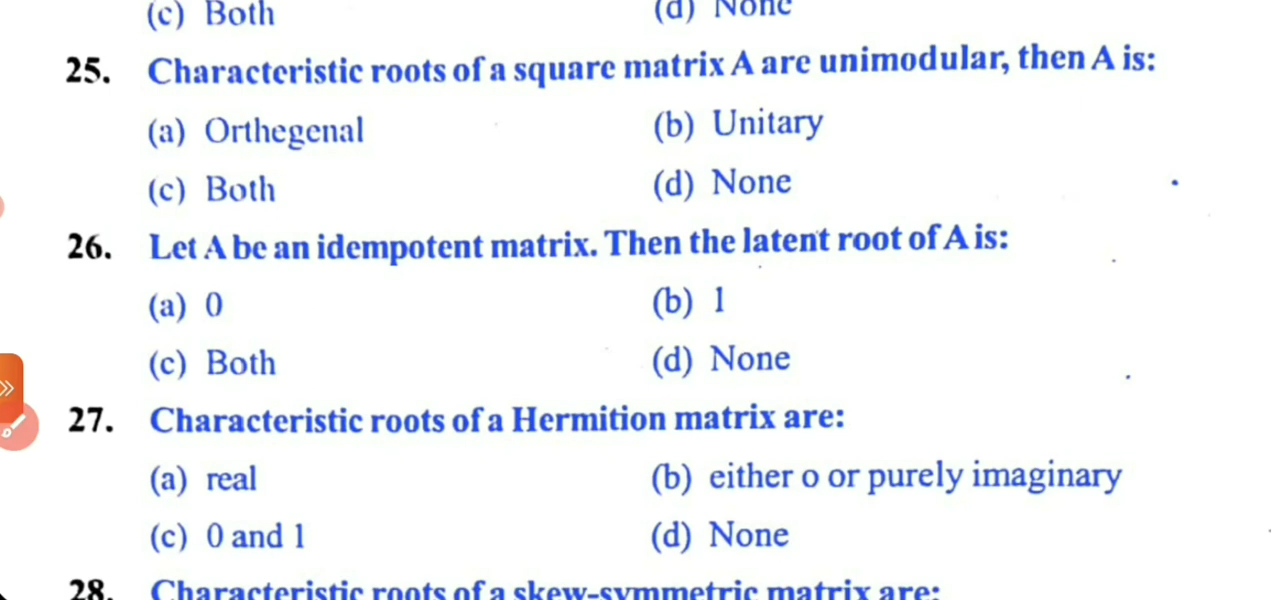 (c) Both (d) None
25. Characteristic roots of a square matrix A are unimodular, then A is:
(a) Orthegenal (b) Unitary
(c) Both (d) None
26. Let A be an idempotent matrix. Then the latent root of A is:
(a) 0 (b) 1
(c) Both (d) None
27. Characteristic roots of a Hermition matrix are:
(a) real (b) either o or purely imaginary
(c) 0 and 1 (d) None
28. Characteristic roots of a skew-symmetric matrix are: